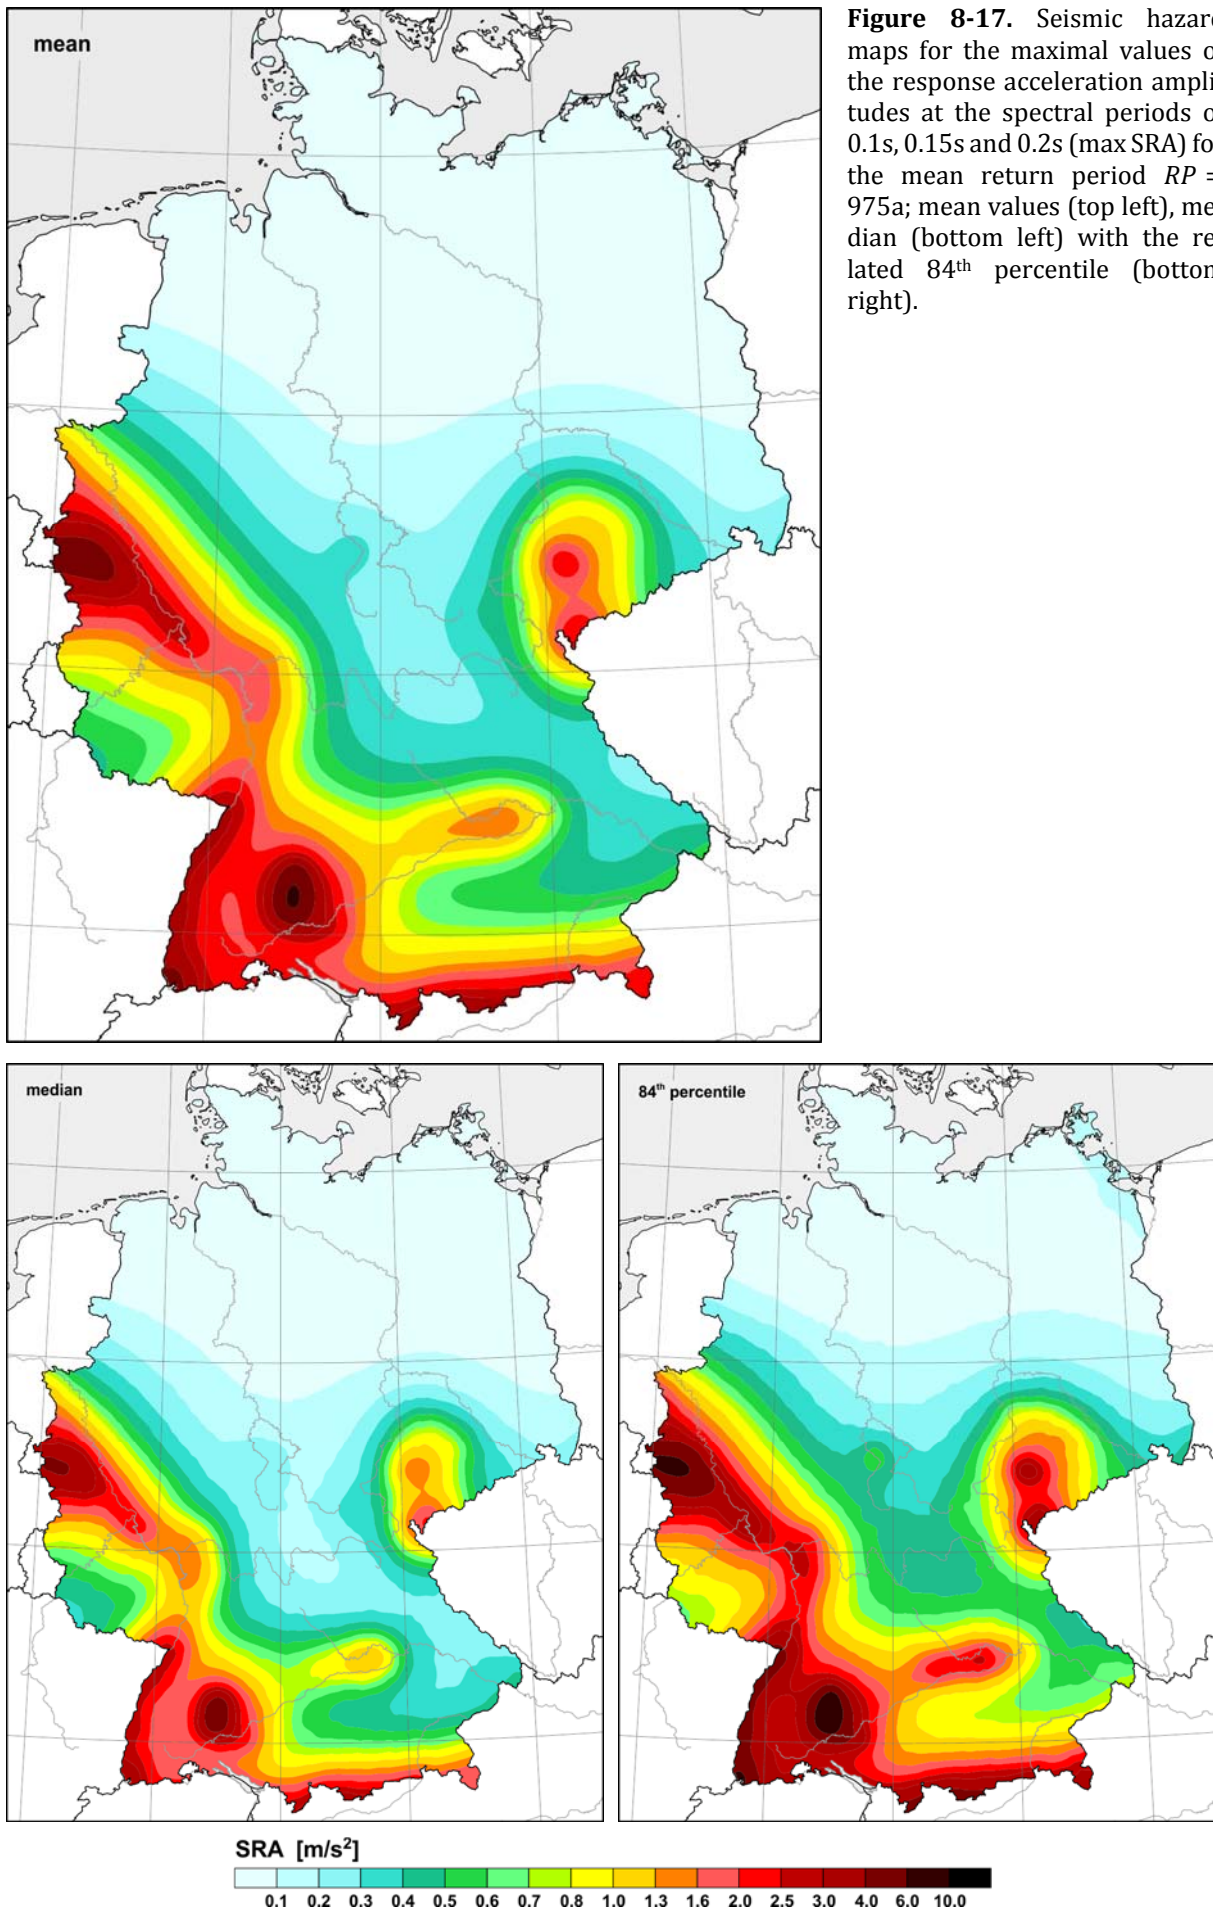 mean
Figure 8-17. Seismic hazard
maps for the maximal values o
the response acceleration ampli
tudes at the spectral periods o
0.1s, 0.15s and 0.2s (max SRA) fo
the mean return period RP =
975a; mean values (top left), me
dian (bottom left) with the re
lated 84th percentile (bottom
right).
median
84th percentile
SRA [m/s²]
0.1 0.2 0.3 0.4 0.5 0.6 0.7 0.8 1.0 1.3 1.6 2.0 2.5 3.0 4.0 6.0 10.0